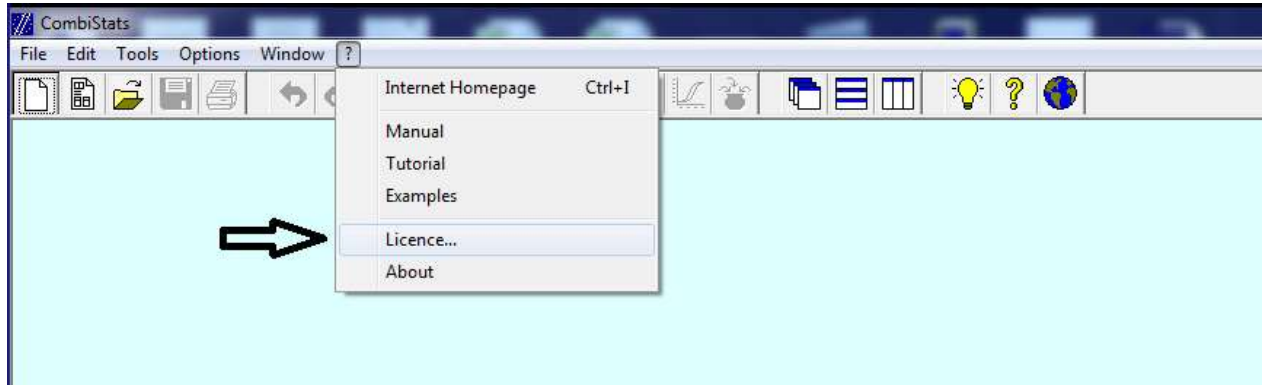 CombiStats
File Edit Tools Options Window ?
Internet Homepage Ctrl+I
Manual
Tutorial
Examples
Licence...
About